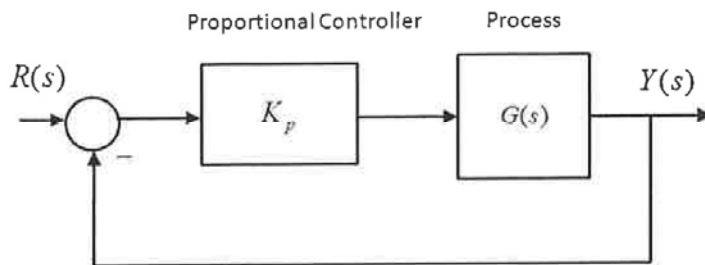 Proportional Controller Process
R(s) Y(s)
K_p G(s)
−